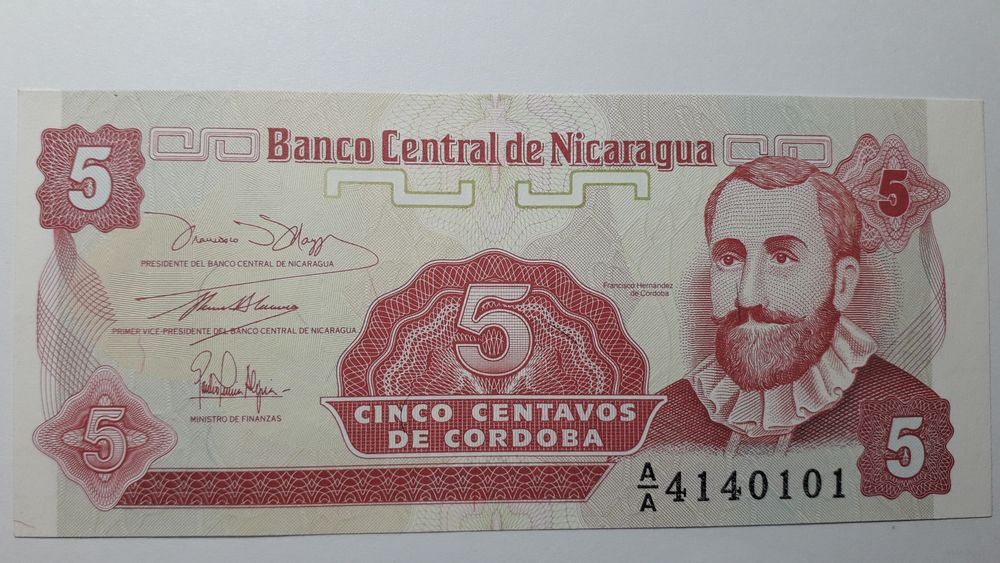 5
Banco Central de Nicaragua
5
PRESIDENTE DEL BANCO CENTRAL DE NICARAGUA
Francisco Hernández
de Córdoba
PRIMER VICE-PRESIDENTE DEL BANCO CENTRAL DE NICARAGUA
5
MINISTRO DE FINANZAS
CINCO CENTAVOS
DE CORDOBA
5
5
A/A 4140101